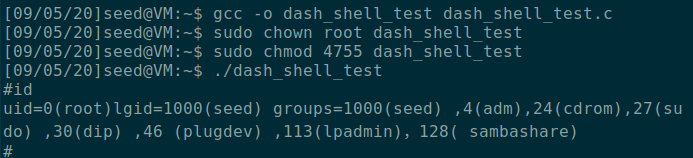 [09/05/20]seed@VM:~$ gcc -o dash_shell_test dash_shell_test.c
[09/05/20]seed@VM:~$ sudo chown root dash_shell_test
[09/05/20]seed@VM:~$ sudo chmod 4755 dash_shell_test
[09/05/20]seed@VM:~$ ./dash_shell_test
#id
uid=0(root)lgid=1000(seed) groups=1000(seed) ,4(adm),24(cdrom),27(su
do) ,30(dip) ,46 (plugdev) ,113(lpadmin), 128( sambashare)
#